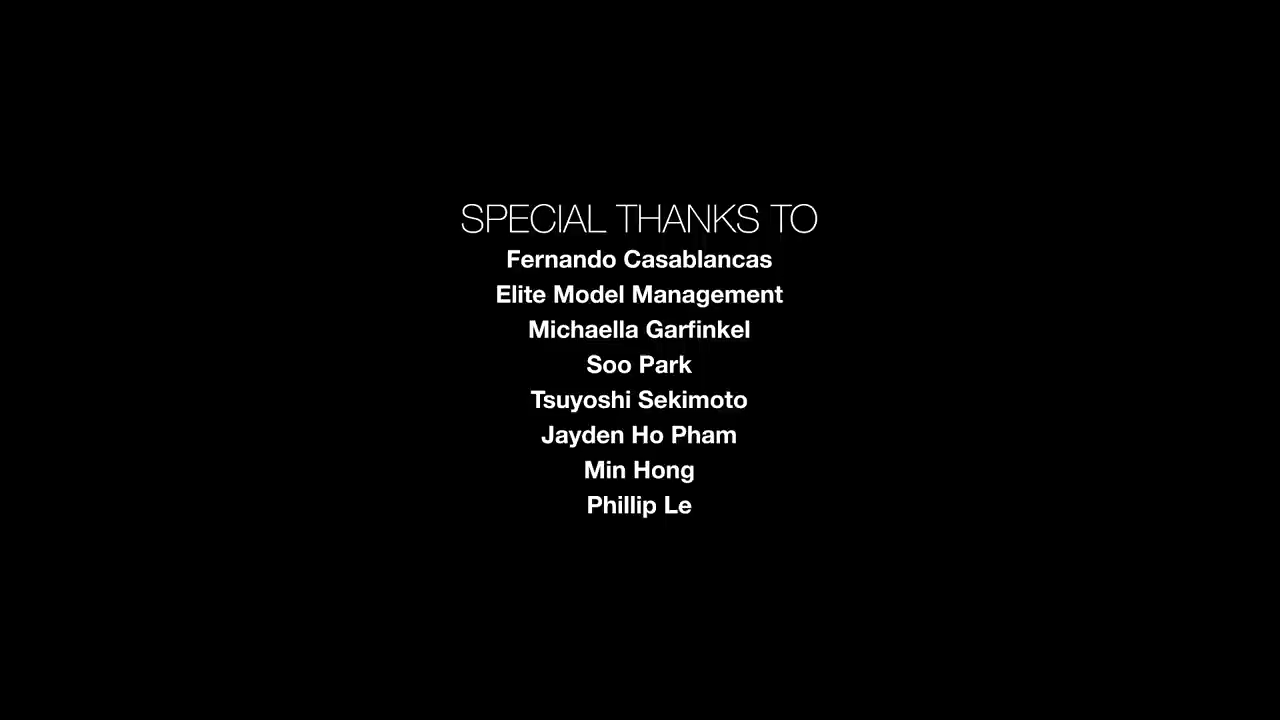 SPECIAL THANKS TO
Fernando Casablancas
Elite Model Management
Michaella Garfinkel
Soo Park
Tsuyoshi Sekimoto
Jayden Ho Pham
Min Hong
Phillip Le